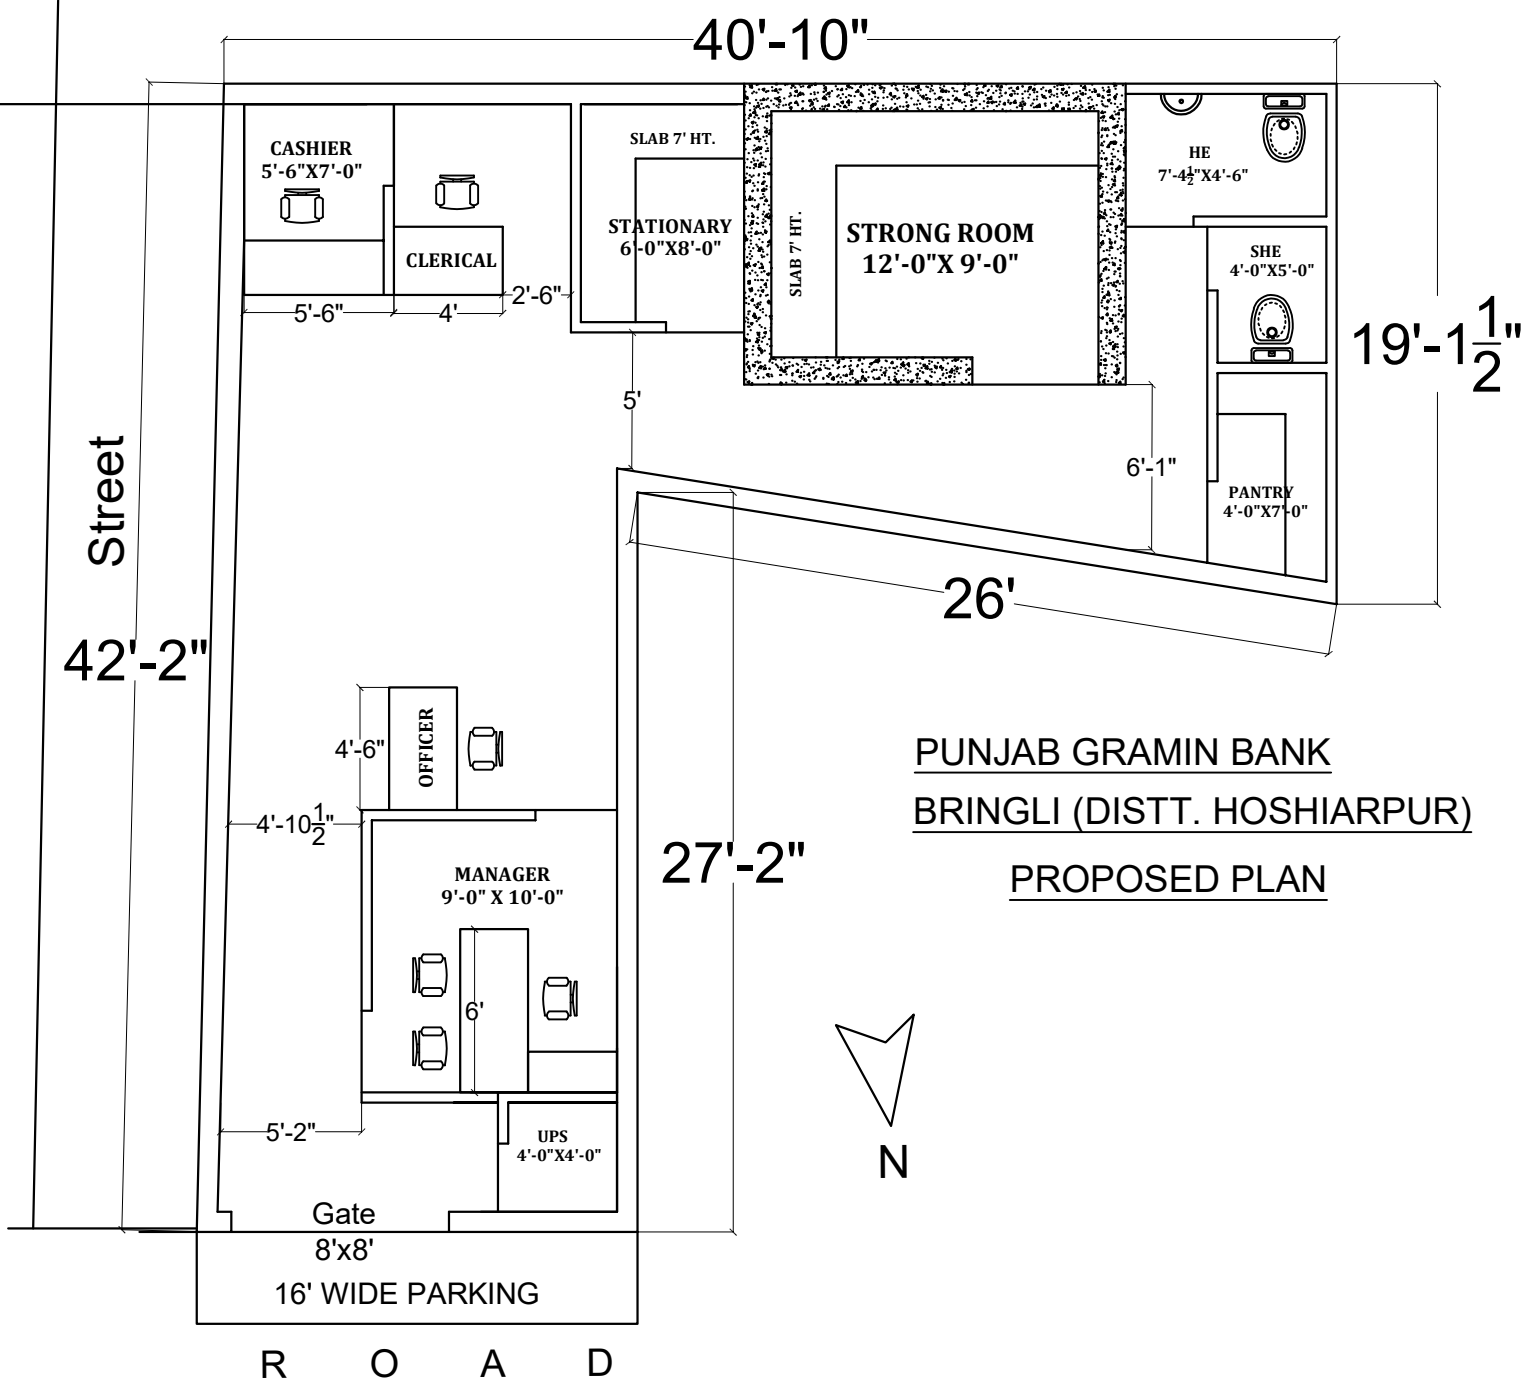 40'-10"
CASHIER
5'-6"X7'-0"
CLERICAL
5'-6"
4'
2'-6"
SLAB 7' HT.
STATIONARY
6'-0"X8'-0"
SLAB 7' HT.
STRONG ROOM
12'-0"X 9'-0"
HE
7'-4½"X4'-6"
SHE
4'-0"X5'-0"
19'-1½"
5'
6'-1"
PANTRY
4'-0"X7'-0"
Street
42'-2"
26'
4'-6"
OFFICER
4'-10½"
MANAGER
9'-0" X 10'-0"
6'
27'-2"
PUNJAB GRAMIN BANK
BRINGLI (DISTT. HOSHIARPUR)
PROPOSED PLAN
N
5'-2"
UPS
4'-0"X4'-0"
Gate
8'x8'
16' WIDE PARKING
R O A D